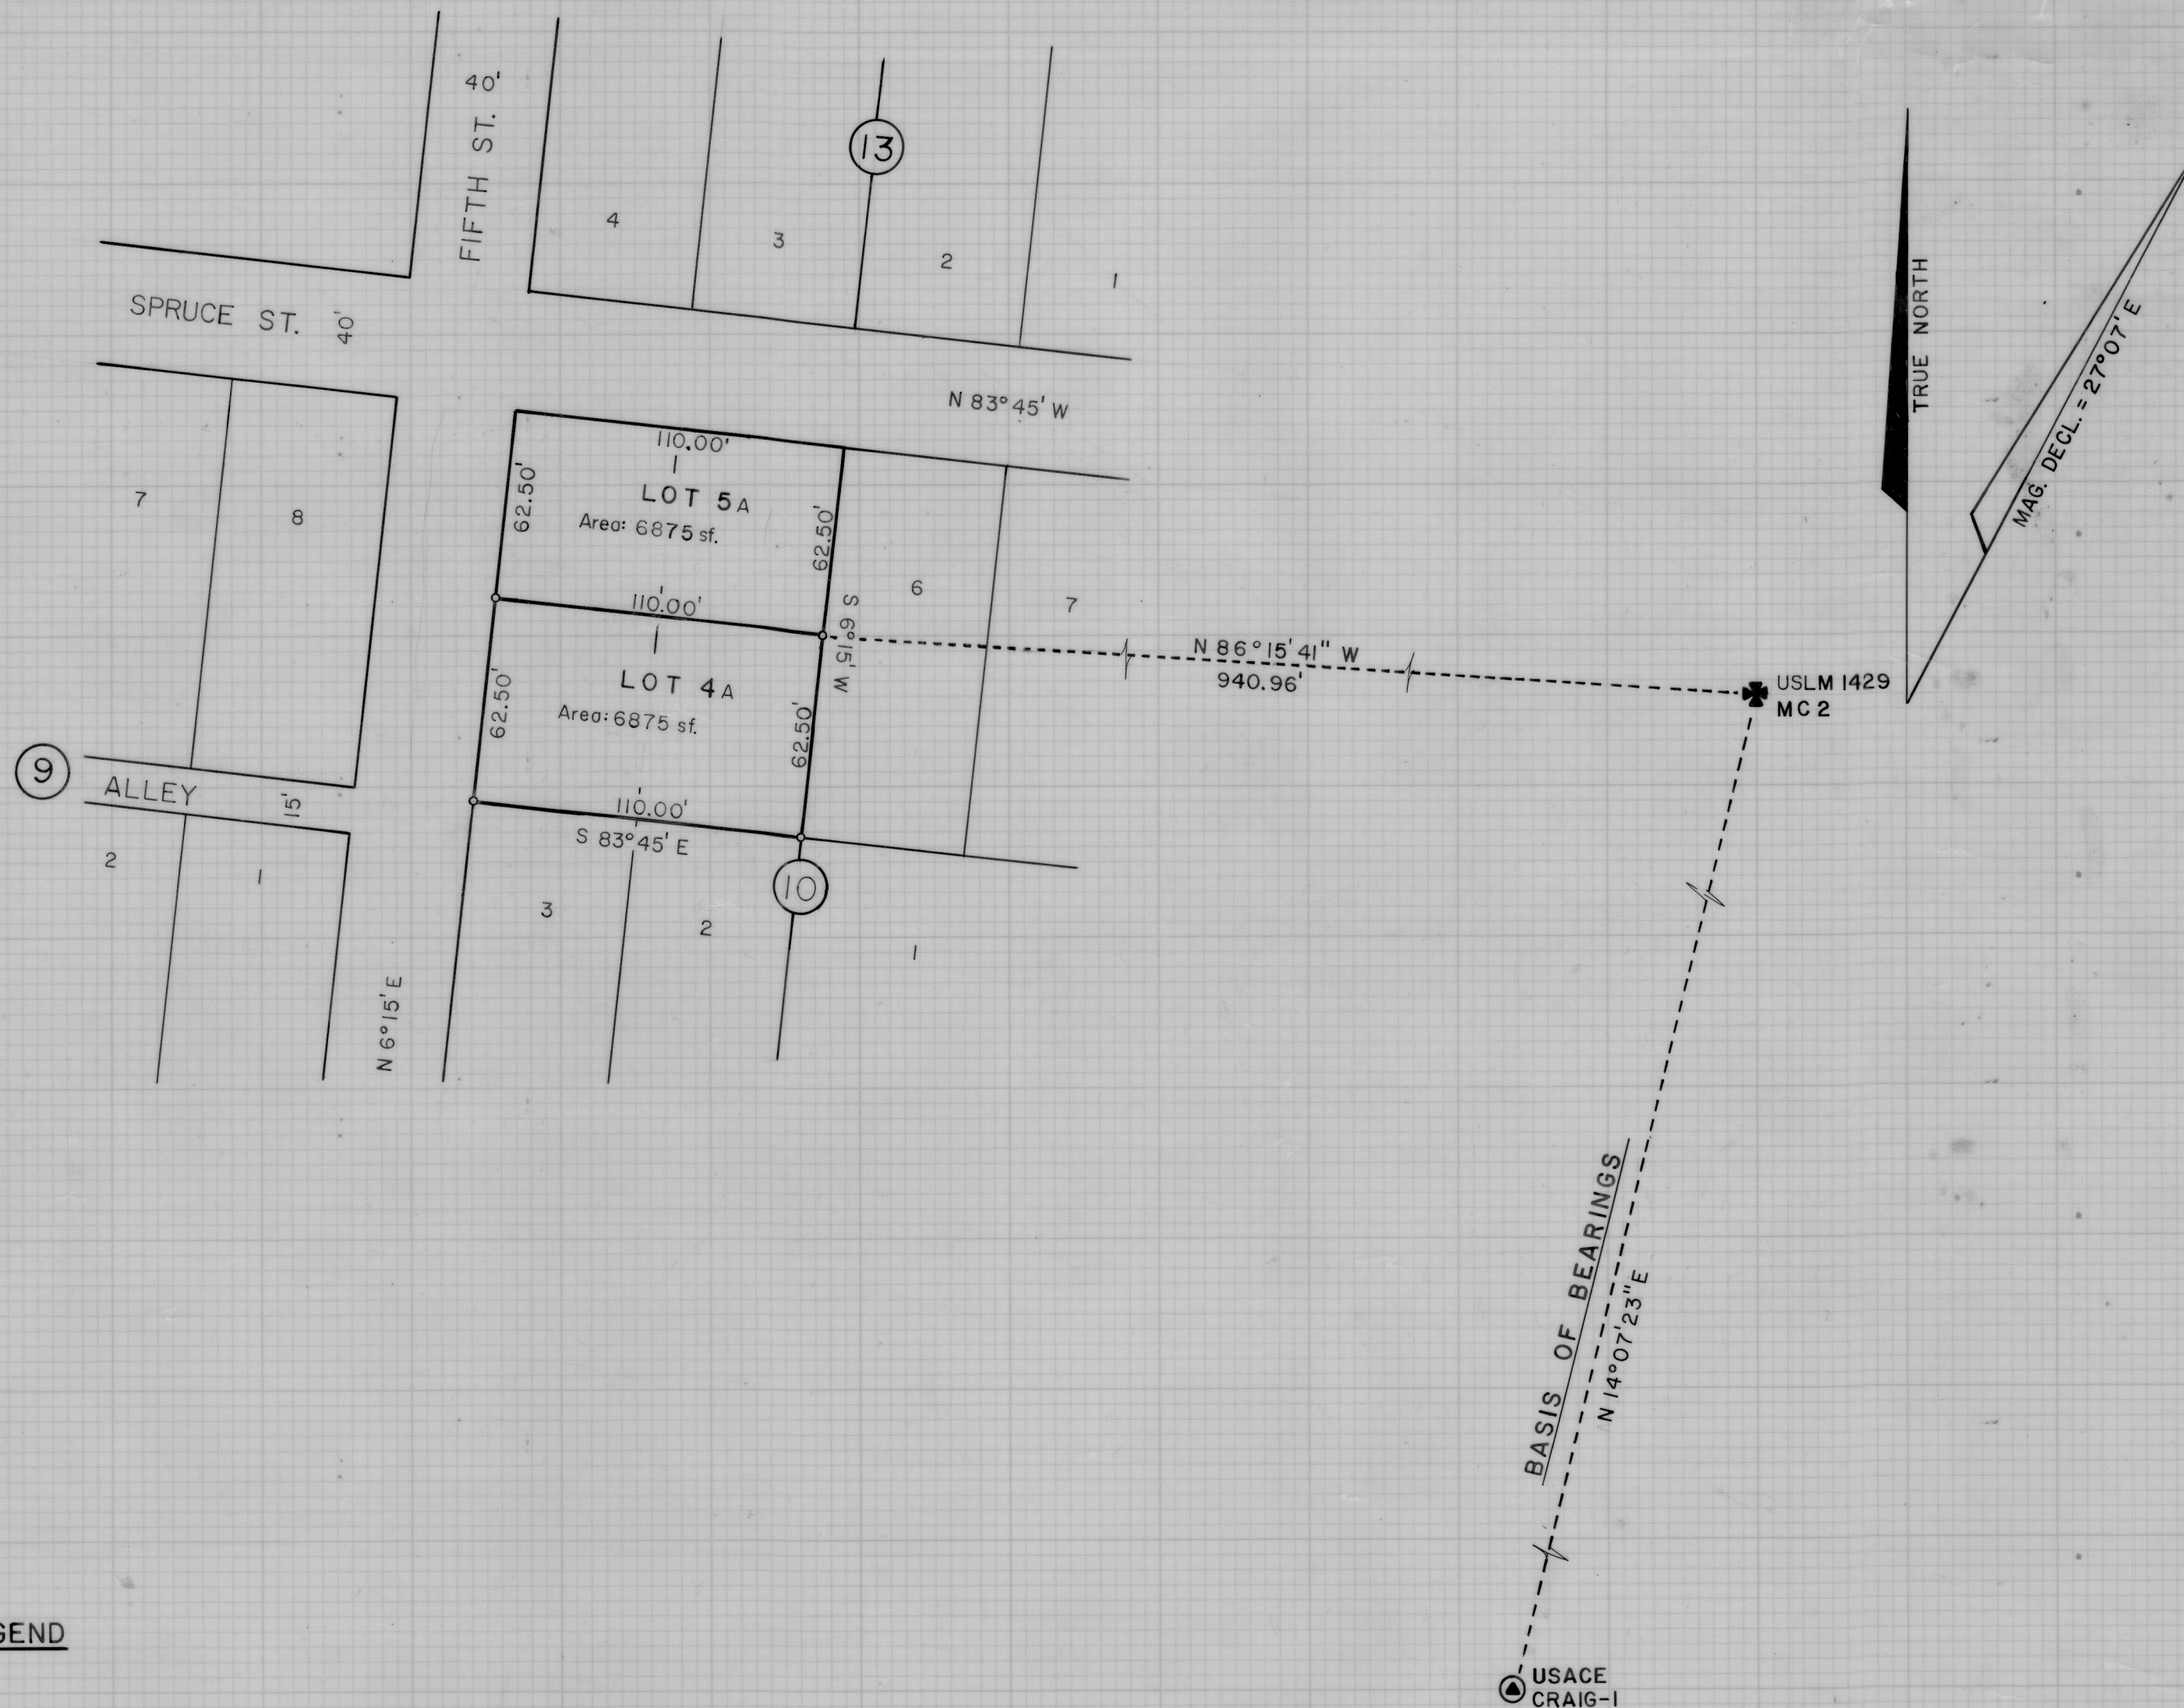 40'
FIFTH ST.
13
4
3
2
1
SPRUCE ST. 40'
TRUE NORTH
MAG. DECL. = 27°07' E
N 83°45' W
110.00'
62.50'
LOT 5A
Area: 6875 sf.
62.50'
7
8
6
7
110.00'
S 6°15' W
N 86°15'41" W
940.96'
USLM 1429
MC 2
LOT 4A
Area: 6875 sf.
62.50'
62.50'
9
ALLEY 15'
110.00'
S 83°45' E
10
2
1
3
2
1
N 6°15' E
BASIS OF BEARINGS
N 14°07'23" E
GEND
USACE
CRAIG-1